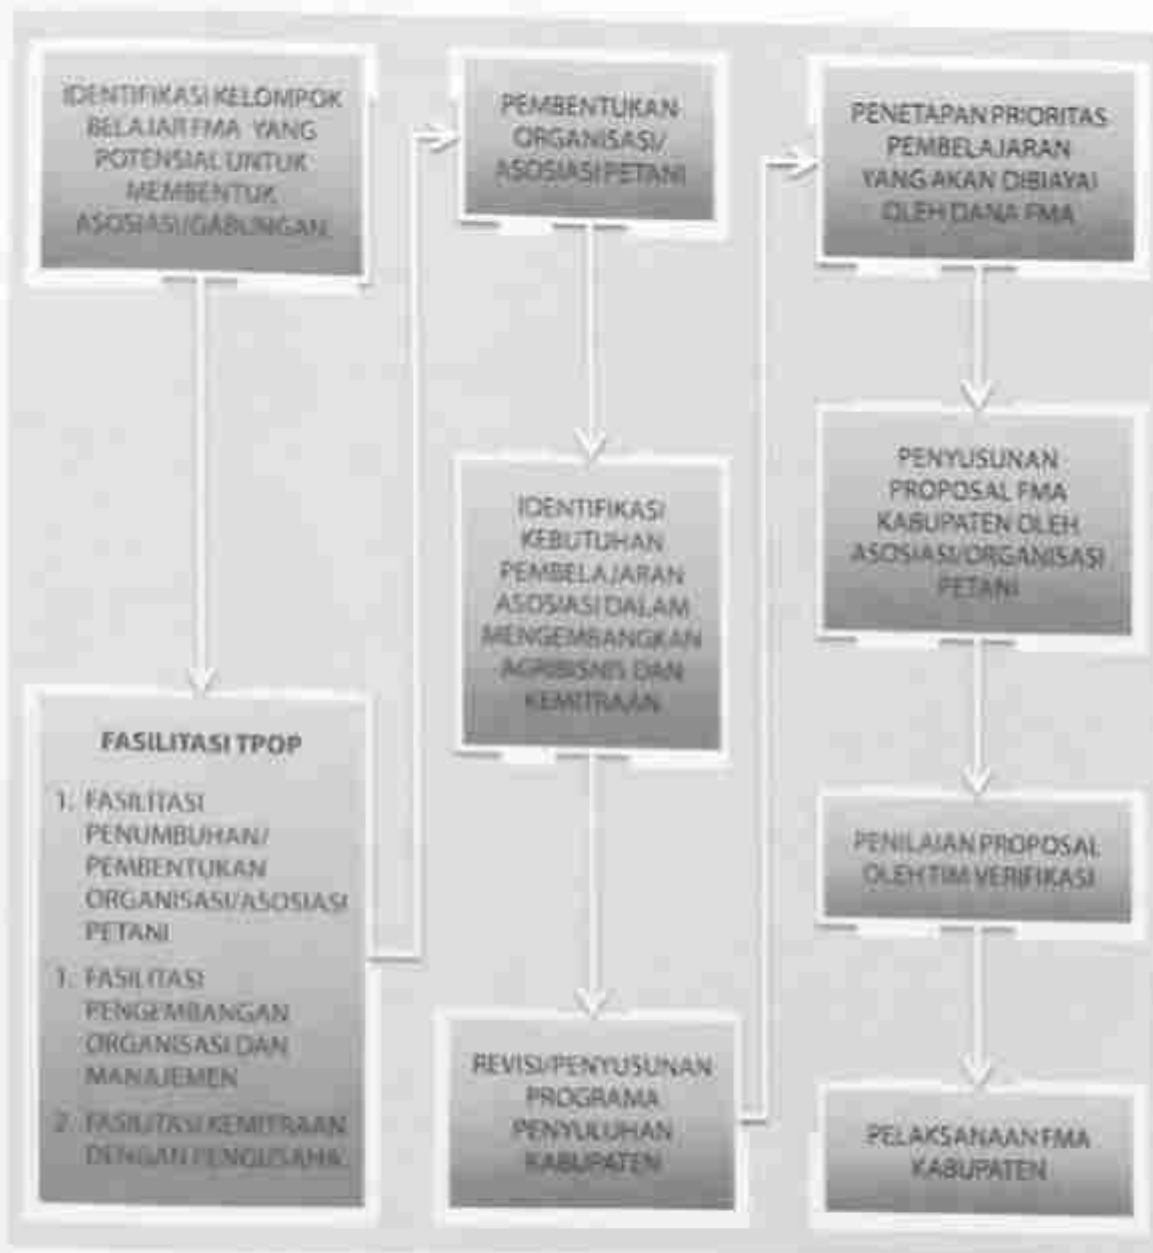 IDENTIFIKASI KELOMPOK
BELAJAR FMA YANG
POTENSIAL UNTUK
MEMBENTUK
ASOSIASI/GABUNGAN.
FASILITASI TPOP
1. FASILITASI
PENUMBUHAN/
PEMBENTUKAN
ORGANISASI/ASOSIASI
PETANI
1. FASILITASI
PENGEMBANGAN
ORGANISASI DAN
MANAJEMEN
2. FASILITASI KEMITRAAN
DENGAN PENGUSAHA.
PEMBENTUKAN
ORGANISASI/
ASOSIASI PETANI
IDENTIFIKASI
KEBUTUHAN
PEMBELAJARAN
ASOSIASI DALAM
MENGEMBANGKAN
AGRIBISNIS DAN
KEMITRAAN
REVISI/PENYUSUNAN
PROGRAMA
PENYULUHAN
KABUPATEN
PENETAPAN PRIORITAS
PEMBELAJARAN
YANG AKAN DIBIAYAI
OLEH DANA FMA
PENYUSUNAN
PROPOSAL FMA
KABUPATEN OLEH
ASOSIASI/ORGANISASI
PETANI
PENILAIAN PROPOSAL
OLEH TIM VERIFIKASI
PELAKSANAAN FMA
KABUPATEN